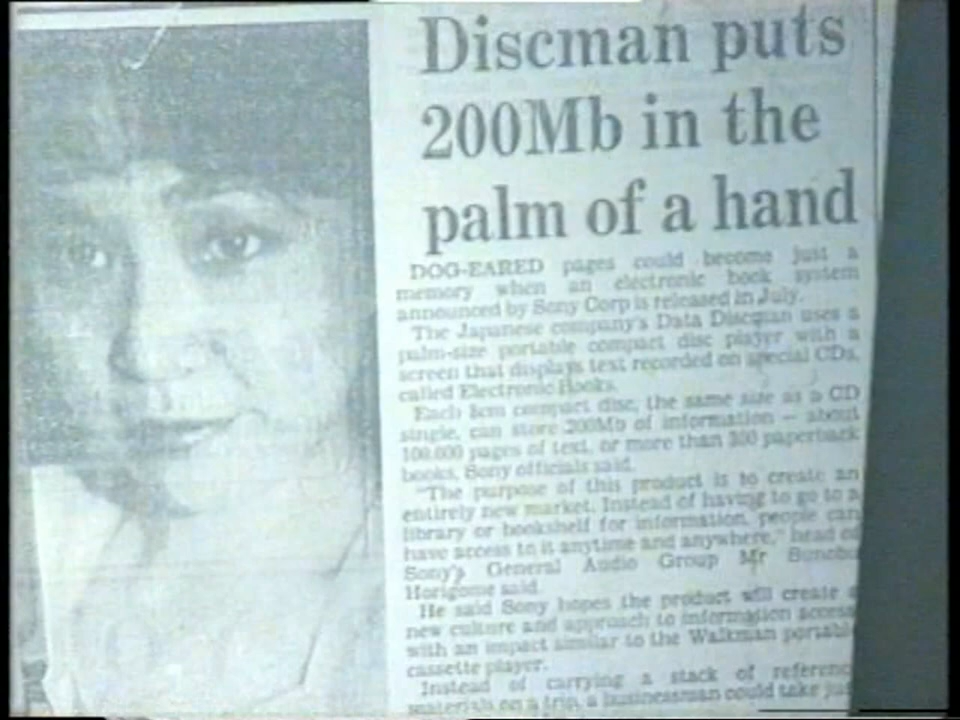 Discman puts
200Mb in the
palm of a hand
DOG-EARED pages could become just a
memory when an electronic book system
announced by Sony Corp is released in July.
The Japanese company's Data Discman uses a
palm-size portable compact disc player with a
screen that displays text recorded on special CDs,
called Electronic Books.
Each 8cm compact disc, the same size as a CD
single, can store 200Mb of information — about
100,000 pages of text, or more than 300 paperback
books, Sony officials said.
"The purpose of this product is to create an
entirely new market. Instead of having to go to a
library or bookshelf for information, people can
have access to it anytime and anywhere," head of
Sony's General Audio Group Mr
Horigome said.
He said Sony hopes the product will create a
new culture and approach to information access
with an impact similar to the Walkman portable
cassette player.
Instead of carrying a stack of referenc
materials on a trip, a businessman could take jus